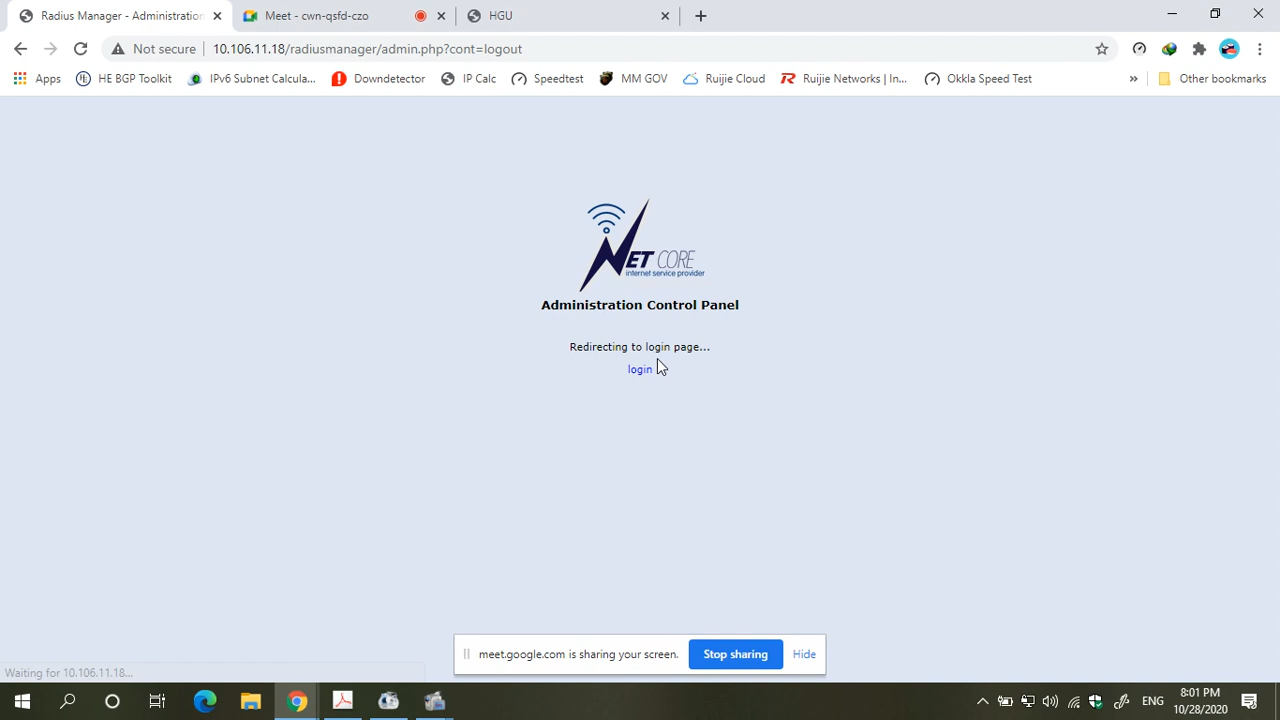 Radius Manager - Administration
Meet - cwn-qsfd-czo
HGU
Not secure
10.106.11.18/radiusmanager/admin.php?cont=logout
Apps
HE BGP Toolkit
IPv6 Subnet Calcula...
Downdetector
IP Calc
Speedtest
MM GOV
Ruijie Cloud
Ruijie Networks | In...
Okkla Speed Test
»
Other bookmarks
NET CORE
internet service provider
Administration Control Panel
Redirecting to login page...
login
meet.google.com is sharing your screen.
Stop sharing
Hide
Waiting for 10.106.11.18...
ENG
8:01 PM
10/28/2020